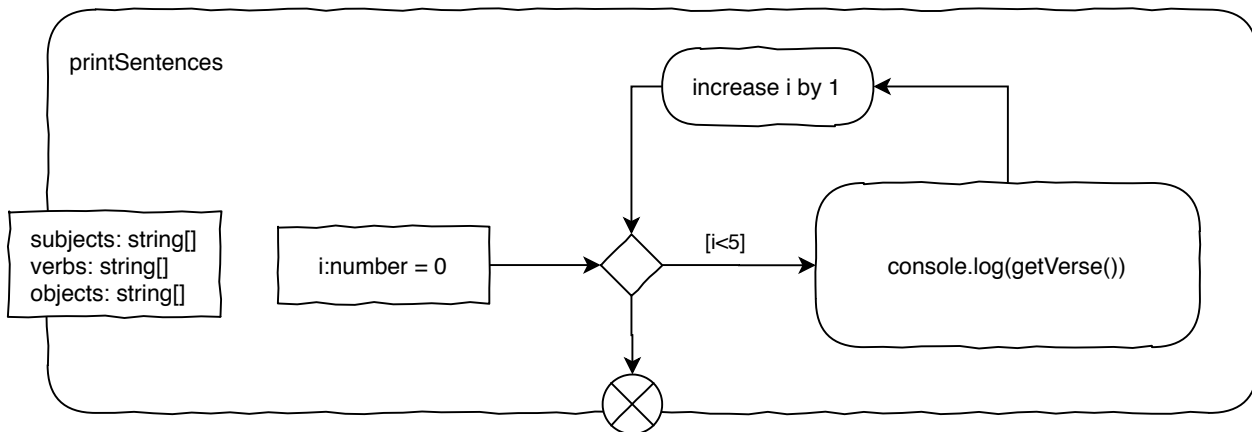 printSentences
increase i by 1
subjects: string[]
verbs: string[]
objects: string[]
i:number = 0
[i<5]
console.log(getVerse())